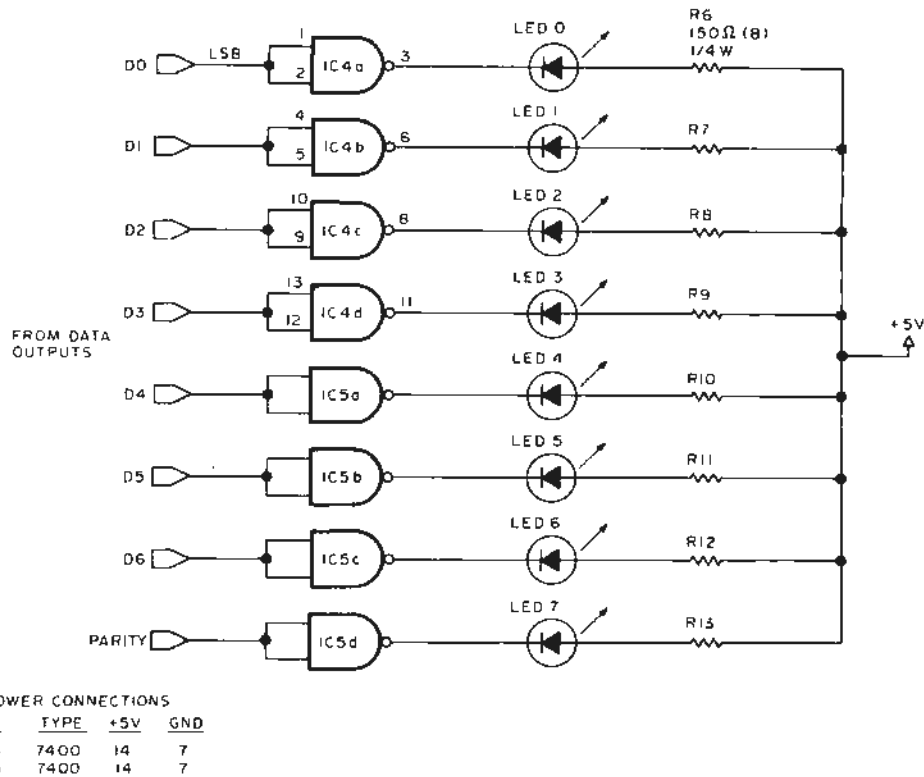 R6
150Ω (8)
1/4W
LED 0
D0 LSB 1 2 IC4a 3
LED 1
D1 4 5 IC4b 6 R7
LED 2
D2 10 9 IC4c 8 R8
LED 3
D3 13 12 IC4d 11 R9
FROM DATA
OUTPUTS
+5V
LED 4
D4 IC5a R10
LED 5
D5 IC5b R11
LED 6
D6 IC5c R12
LED 7
PARITY IC5d R13
OWER CONNECTIONS
TYPE +5V GND
7400 14 7
7400 14 7